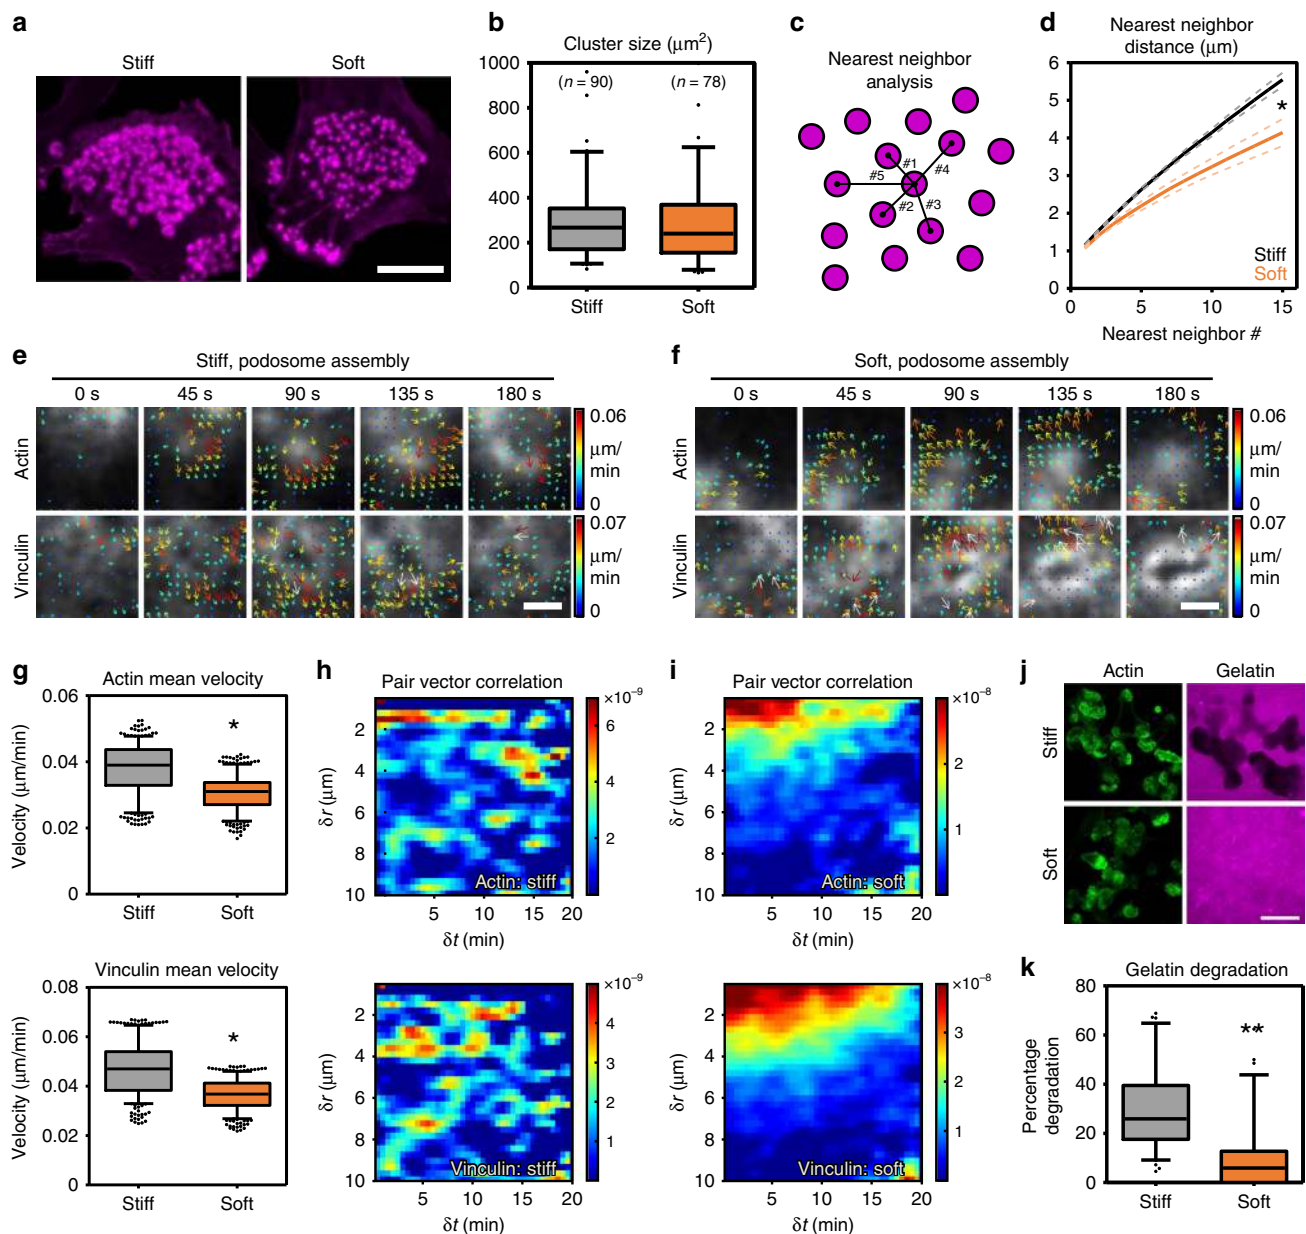 a
Stiff
Soft
b
Cluster size (µm²)
1000
800
600
400
200
0
(n = 90)
(n = 78)
Stiff
Soft
c
Nearest neighbor
analysis
#1
#4
#5
#2
#3
d
Nearest neighbor
distance (µm)
6
5
4
3
2
1
0
*
Stiff
Soft
0
5
10
15
Nearest neighbor #
e
Stiff, podosome assembly
0 s
45 s
90 s
135 s
180 s
Actin
Vinculin
0.06
µm/
min
0
0.07
µm/
min
0
f
Soft, podosome assembly
0 s
45 s
90 s
135 s
180 s
Actin
Vinculin
0.06
µm/
min
0
0.07
µm/
min
0
g
Actin mean velocity
Velocity (µm/min)
0.06
0.04
0.02
0
*
Stiff
Soft
Vinculin mean velocity
Velocity (µm/min)
0.08
0.06
0.04
0.02
0
*
Stiff
Soft
h
Pair vector correlation
×10⁻⁹
6
4
2
δr (µm)
2
4
6
8
10
Actin: stiff
5
10
15
20
δt (min)
×10⁻⁹
4
3
2
1
δr (µm)
2
4
6
8
10
Vinculin: stiff
5
10
15
20
δt (min)
i
Pair vector correlation
×10⁻⁸
2
1
δr (µm)
2
4
6
8
10
Actin: soft
5
10
15
20
δt (min)
×10⁻⁸
3
2
1
δr (µm)
2
4
6
8
10
Vinculin: soft
5
10
15
20
δt (min)
j
Actin
Gelatin
Stiff
Soft
k
Gelatin degradation
Percentage
degradation
80
60
40
20
0
**
Stiff
Soft